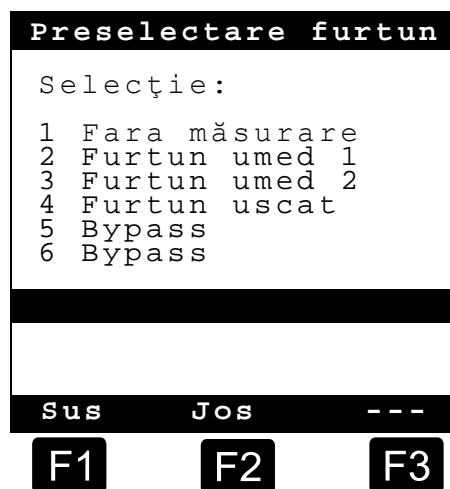 Preselectare furtun
Selecţie:
1 Fara măsurare
2 Furtun umed 1
3 Furtun umed 2
4 Furtun uscat
5 Bypass
6 Bypass
Sus Jos ---
F1 F2 F3